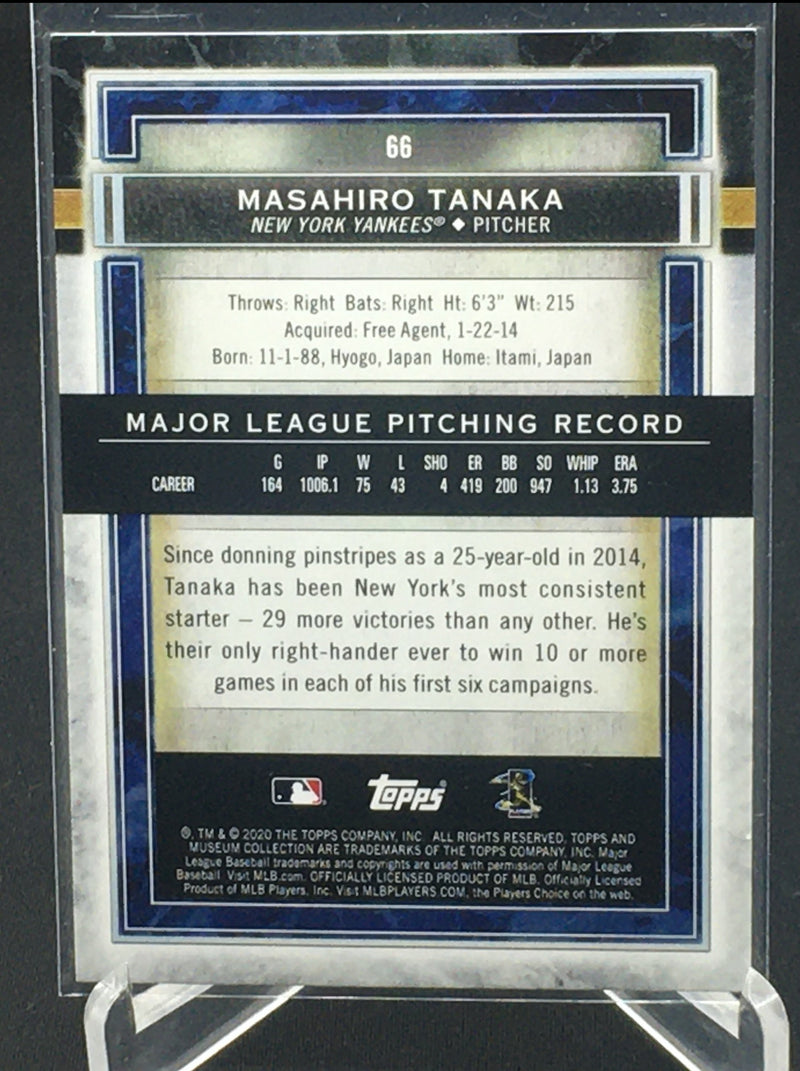 66
MASAHIRO TANAKA
NEW YORK YANKEES® ◆ PITCHER
Throws: Right Bats: Right Ht: 6'3" Wt: 215
Acquired: Free Agent, 1-22-14
Born: 11-1-88, Hyogo, Japan Home: Itami, Japan
MAJOR LEAGUE PITCHING RECORD
G IP W L SHO ER BB SO WHIP ERA
CAREER 164 1006.1 75 43 4 419 200 947 1.13 3.75
Since donning pinstripes as a 25-year-old in 2014,
Tanaka has been New York's most consistent
starter – 29 more victories than any other. He's
their only right-hander ever to win 10 or more
games in each of his first six campaigns.
Topps®
®, TM & © 2020 THE TOPPS COMPANY, INC. ALL RIGHTS RESERVED. TOPPS AND
MUSEUM COLLECTION ARE TRADEMARKS OF THE TOPPS COMPANY, INC. Major
League Baseball trademarks and copyrights are used with permission of Major League
Baseball. Visit MLB.com. OFFICIALLY LICENSED PRODUCT OF MLB. Officially Licensed
Product of MLB Players, Inc. Visit MLBPLAYERS.COM, the Players Choice on the web.